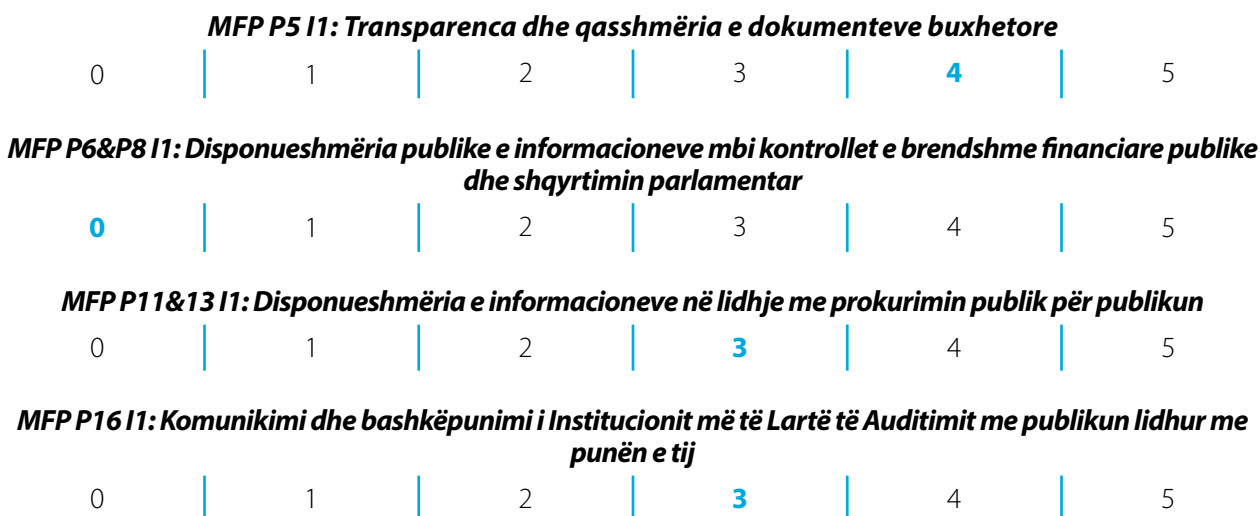 MFP P5 I1: Transparenca dhe qasshmëria e dokumenteve buxhetore
0 1 2 3 4 5
MFP P6&P8 I1: Disponueshmëria publike e informacioneve mbi kontrollet e brendshme financiare publike
dhe shqyrtimin parlamentar
0 1 2 3 4 5
MFP P11&13 I1: Disponueshmëria e informacioneve në lidhje me prokurimin publik për publikun
0 1 2 3 4 5
MFP P16 I1: Komunikimi dhe bashkëpunimi i Institucionit më të Lartë të Auditimit me publikun lidhur me
punën e tij
0 1 2 3 4 5